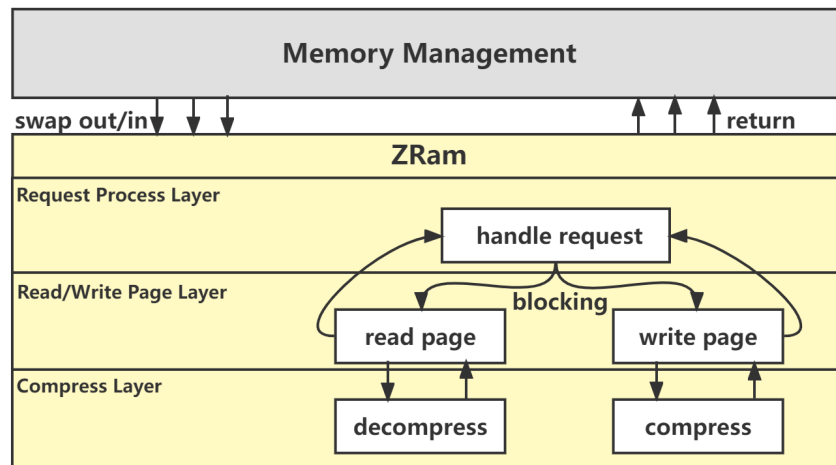 Memory Management
swap out/in
return
ZRam
Request Process Layer
handle request
Read/Write Page Layer
blocking
read page
write page
Compress Layer
decompress
compress